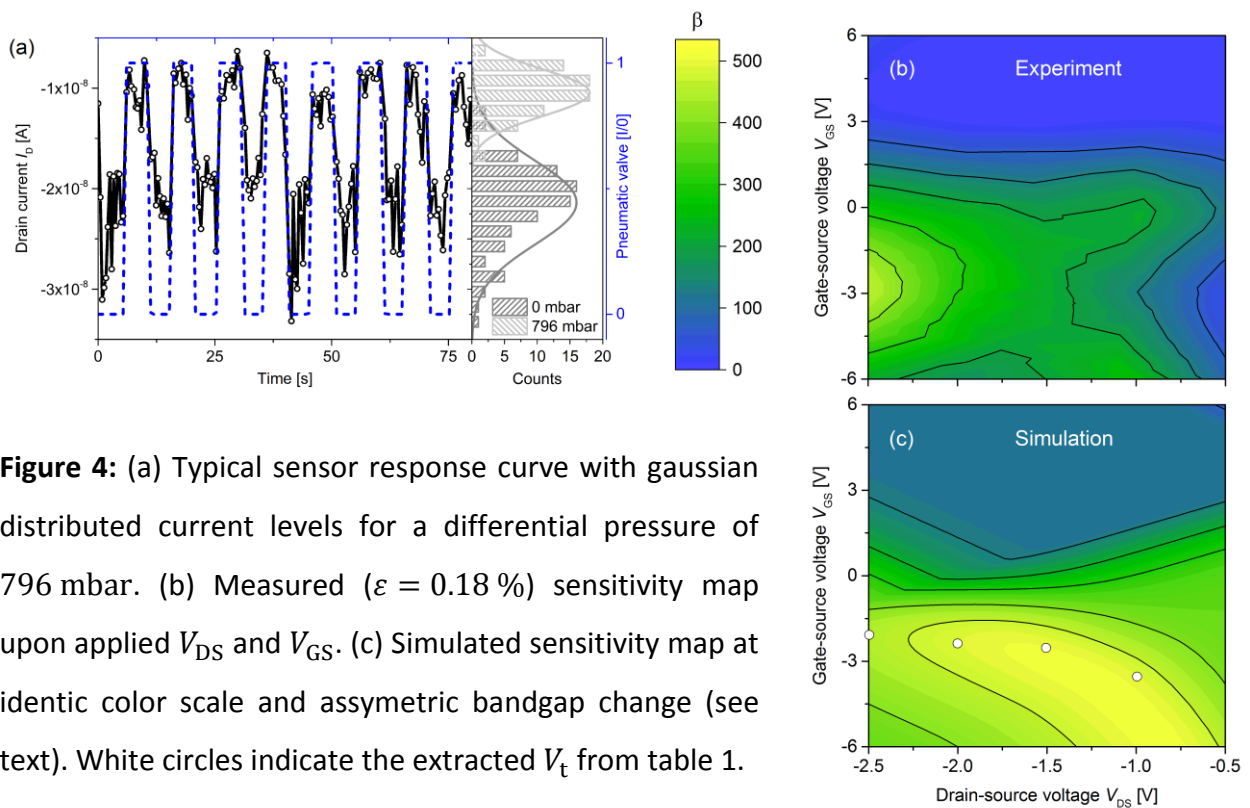 (a)
Drain current I_D [A]
-1x10⁻⁸
-2x10⁻⁸
-3x10⁻⁸
0 25 50 75
Time [s]
0 mbar
796 mbar
0 5 10 15 20
Counts
1
0
Pneumatic valve [I/0]
β
500
400
300
200
100
0
(b) Experiment
Gate-source voltage V_GS [V]
6
3
0
-3
-6
(c) Simulation
Gate-source voltage V_GS [V]
6
3
0
-3
-6
-2.5 -2.0 -1.5 -1.0 -0.5
Drain-source voltage V_DS [V]
Figure 4: (a) Typical sensor response curve with gaussian
distributed current levels for a differential pressure of
796 mbar. (b) Measured (ε = 0.18 %) sensitivity map
upon applied V_DS and V_GS. (c) Simulated sensitivity map at
identic color scale and assymetric bandgap change (see
text). White circles indicate the extracted V_t from table 1.